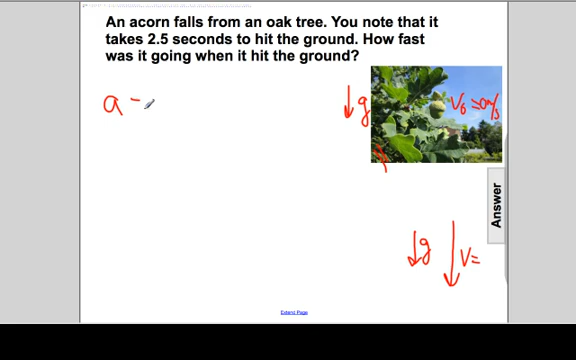 An acorn falls from an oak tree. You note that it
takes 2.5 seconds to hit the ground. How fast
was it going when it hit the ground?
a =
g
v₀ = 0 m/s
Answer
g
v =
Extend Page